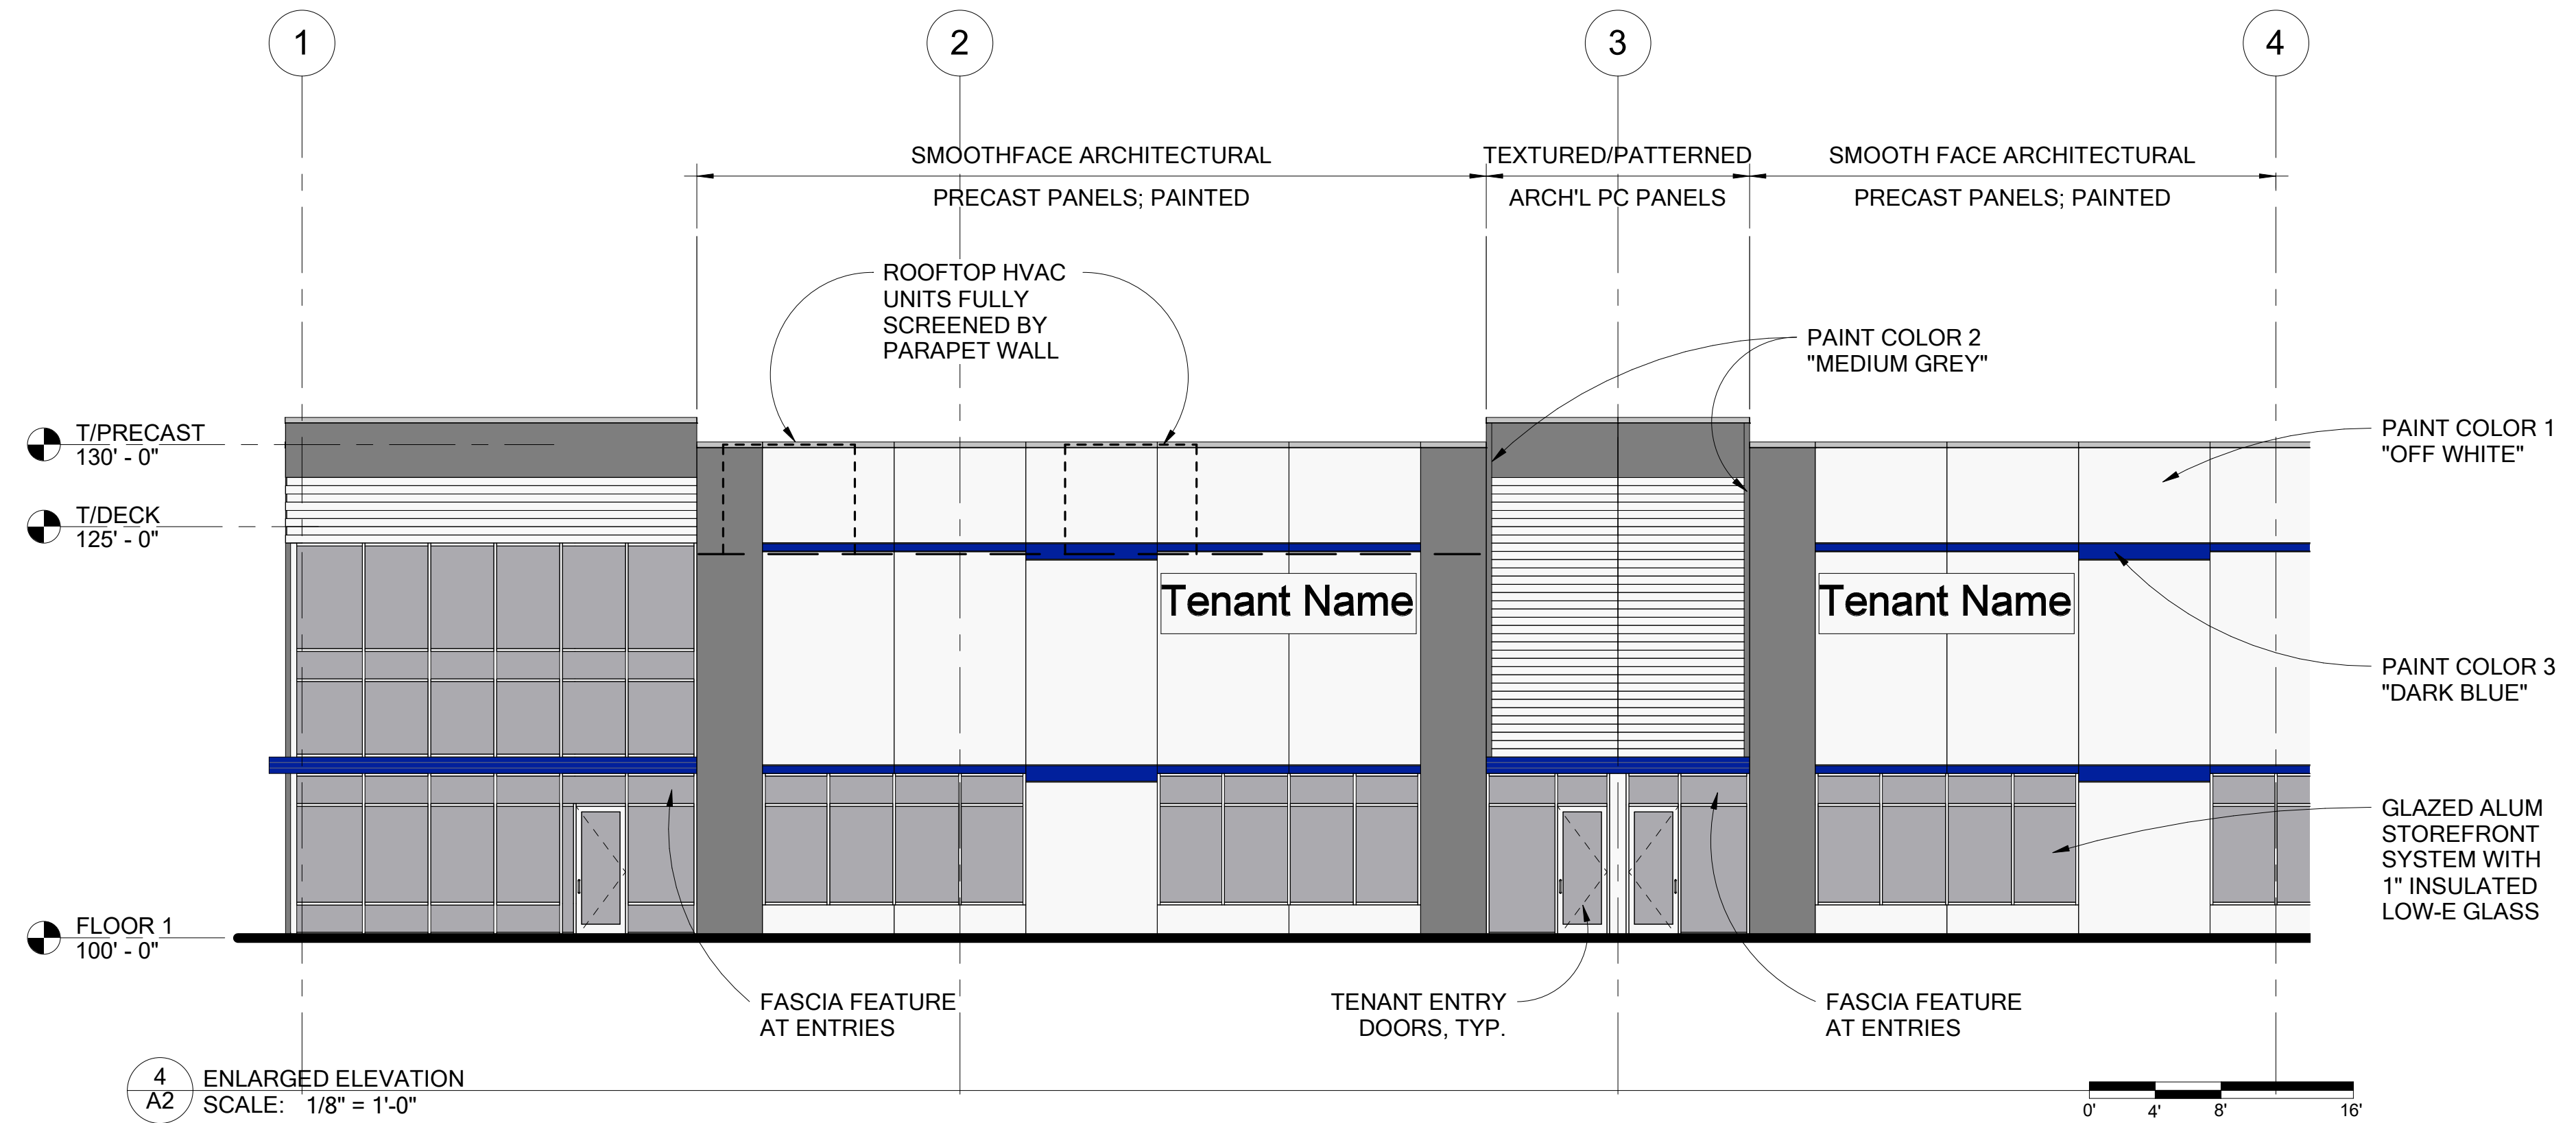 1
2
3
4
SMOOTHFACE ARCHITECTURAL
PRECAST PANELS; PAINTED
TEXTURED/PATTERNED
ARCH'L PC PANELS
SMOOTH FACE ARCHITECTURAL
PRECAST PANELS; PAINTED
ROOFTOP HVAC
UNITS FULLY
SCREENED BY
PARAPET WALL
PAINT COLOR 2
"MEDIUM GREY"
T/PRECAST
130' - 0"
PAINT COLOR 1
"OFF WHITE"
T/DECK
125' - 0"
Tenant Name
Tenant Name
PAINT COLOR 3
"DARK BLUE"
GLAZED ALUM
STOREFRONT
SYSTEM WITH
1" INSULATED
LOW-E GLASS
FLOOR 1
100' - 0"
FASCIA FEATURE
AT ENTRIES
TENANT ENTRY
DOORS, TYP.
FASCIA FEATURE
AT ENTRIES
4
A2
ENLARGED ELEVATION
SCALE: 1/8" = 1'-0"
0' 4' 8' 16'